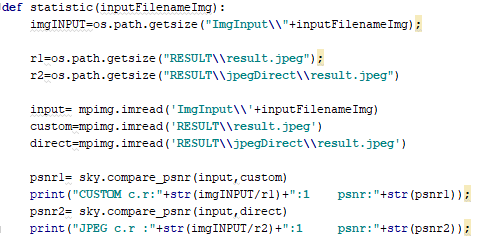 def statistic(inputFilenameImg):
    imgINPUT=os.path.getsize("ImgInput\\"+inputFilenameImg);
    r1=os.path.getsize("RESULT\\result.jpeg");
    r2=os.path.getsize("RESULT\\jpegDirect\\result.jpeg")
    input= mpimg.imread('ImgInput\\'+inputFilenameImg)
    custom=mpimg.imread('RESULT\\result.jpeg')
    direct=mpimg.imread('RESULT\\jpegDirect\\result.jpeg')
    psnr1= sky.compare_psnr(input,custom)
    print("CUSTOM c.r:"+str(imgINPUT/r1)+":1    psnr:"+str(psnr1));
    psnr2= sky.compare_psnr(input,direct)
    print("JPEG c.r :"+str(imgINPUT/r2)+":1    psnr:"+str(psnr2));